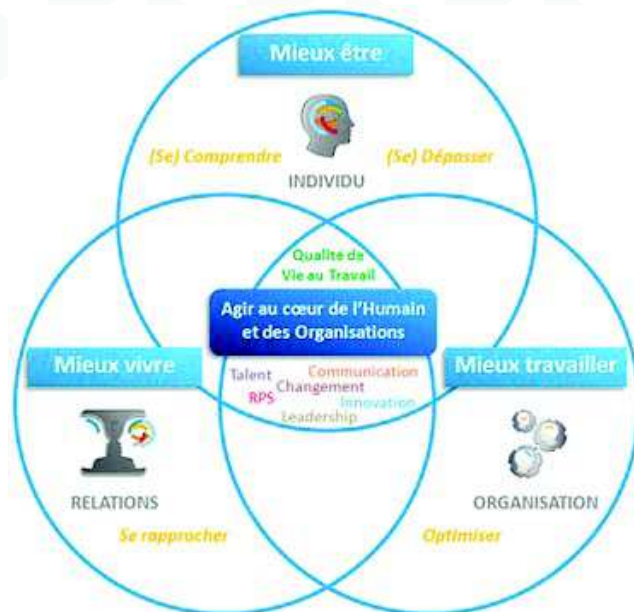 Mieux être
(Se) Comprendre
(Se) Dépasser
INDIVIDU
Qualité de
Vie au Travail
Agir au cœur de l'Humain
et des Organisations
Mieux vivre
Mieux travailler
Talent
Communication
Changement
RPS
Innovation
Leadership
RELATIONS
ORGANISATION
Se rapprocher
Optimiser